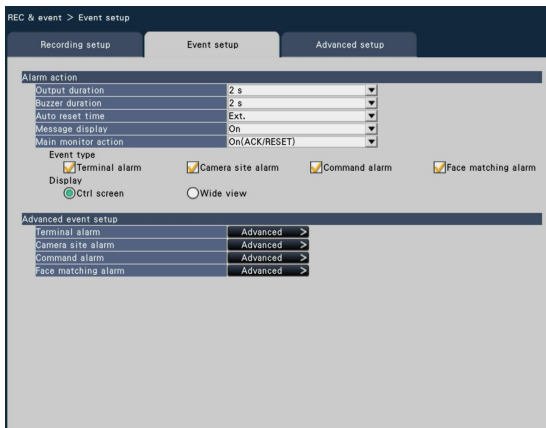 REC & event > Event setup
Recording setup Event setup Advanced setup
Alarm action
Output duration 2 s
Buzzer duration 2 s
Auto reset time Ext.
Message display On
Main monitor action On(ACK/RESET)
Event type
Terminal alarm Camera site alarm Command alarm Face matching alarm
Display
Ctrl screen Wide view
Advanced event setup
Terminal alarm Advanced >
Camera site alarm Advanced >
Command alarm Advanced >
Face matching alarm Advanced >